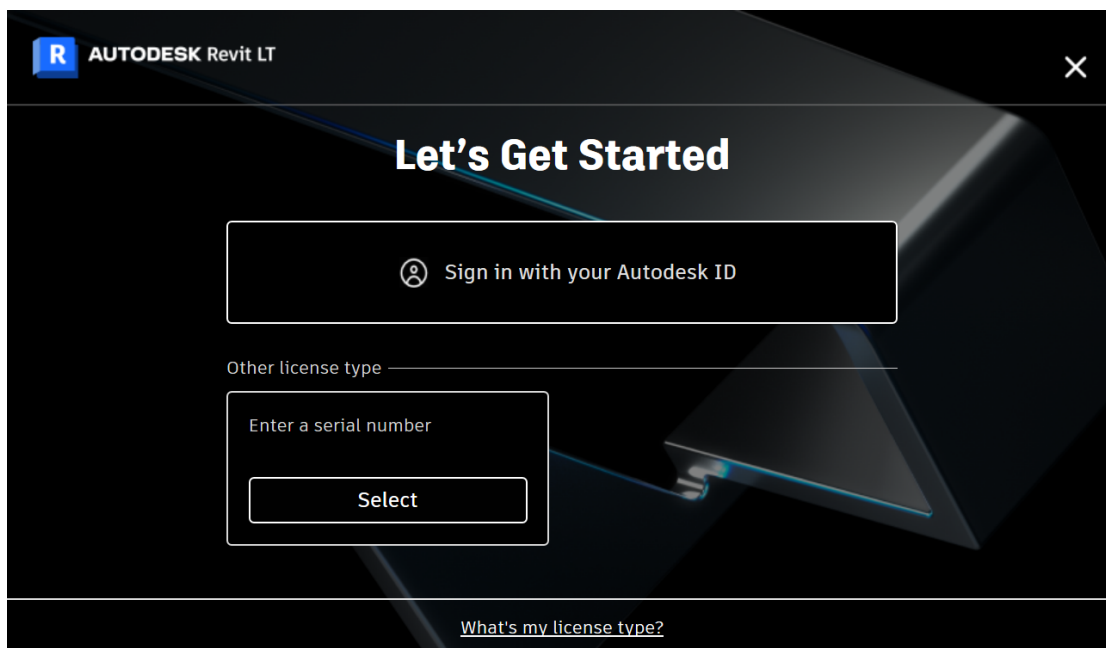 R AUTODESK Revit LT
Let's Get Started
Sign in with your Autodesk ID
Other license type
Enter a serial number
Select
What's my license type?